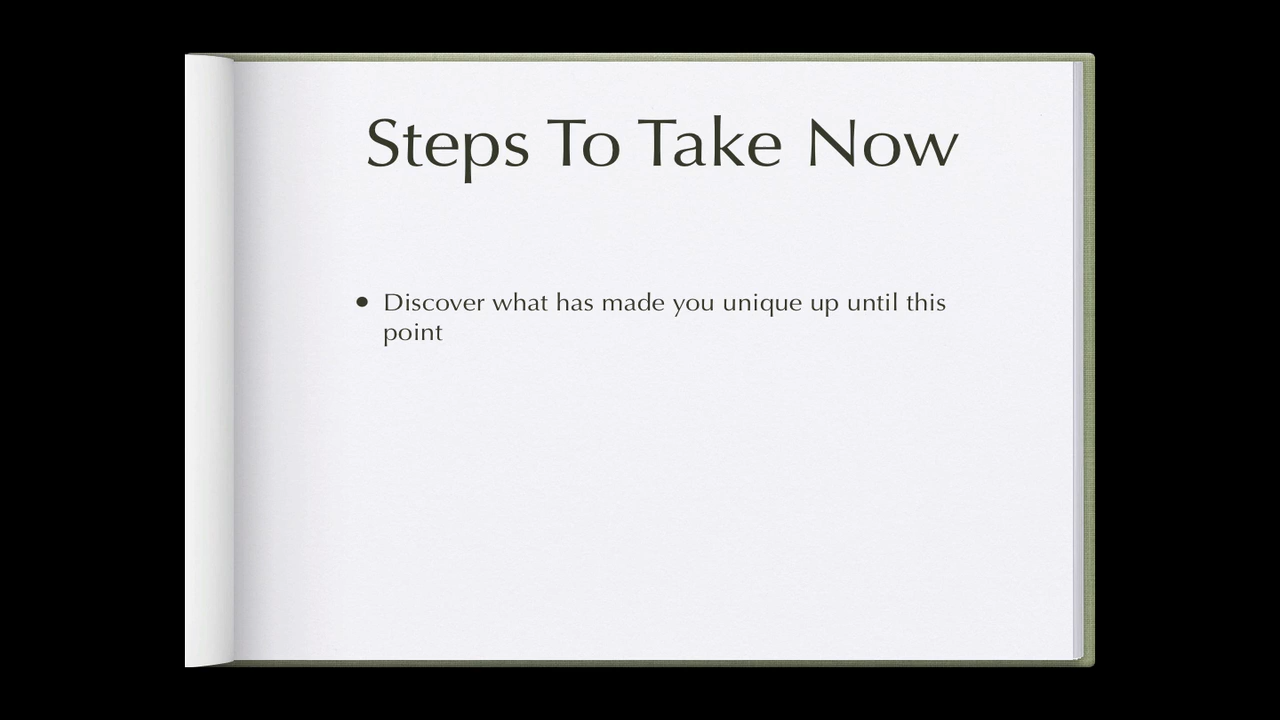 Steps To Take Now
• Discover what has made you unique up until this
point